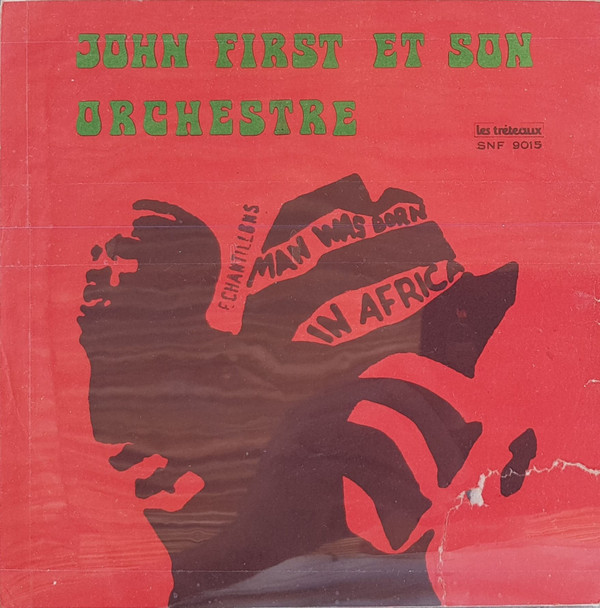 JOHN FIRST ET SON
ORCHESTRE
les tréteaux
SNF 9015
ECHANTILLONS
MAN WAS BORN
IN AFRICA